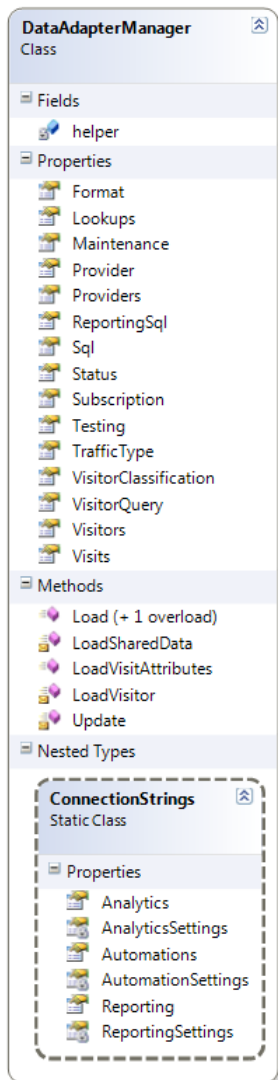 DataAdapterManager
Class
Fields
helper
Properties
Format
Lookups
Maintenance
Provider
Providers
ReportingSql
Sql
Status
Subscription
Testing
TrafficType
VisitorClassification
VisitorQuery
Visitors
Visits
Methods
Load (+ 1 overload)
LoadSharedData
LoadVisitAttributes
LoadVisitor
Update
Nested Types
ConnectionStrings
Static Class
Properties
Analytics
AnalyticsSettings
Automations
AutomationSettings
Reporting
ReportingSettings